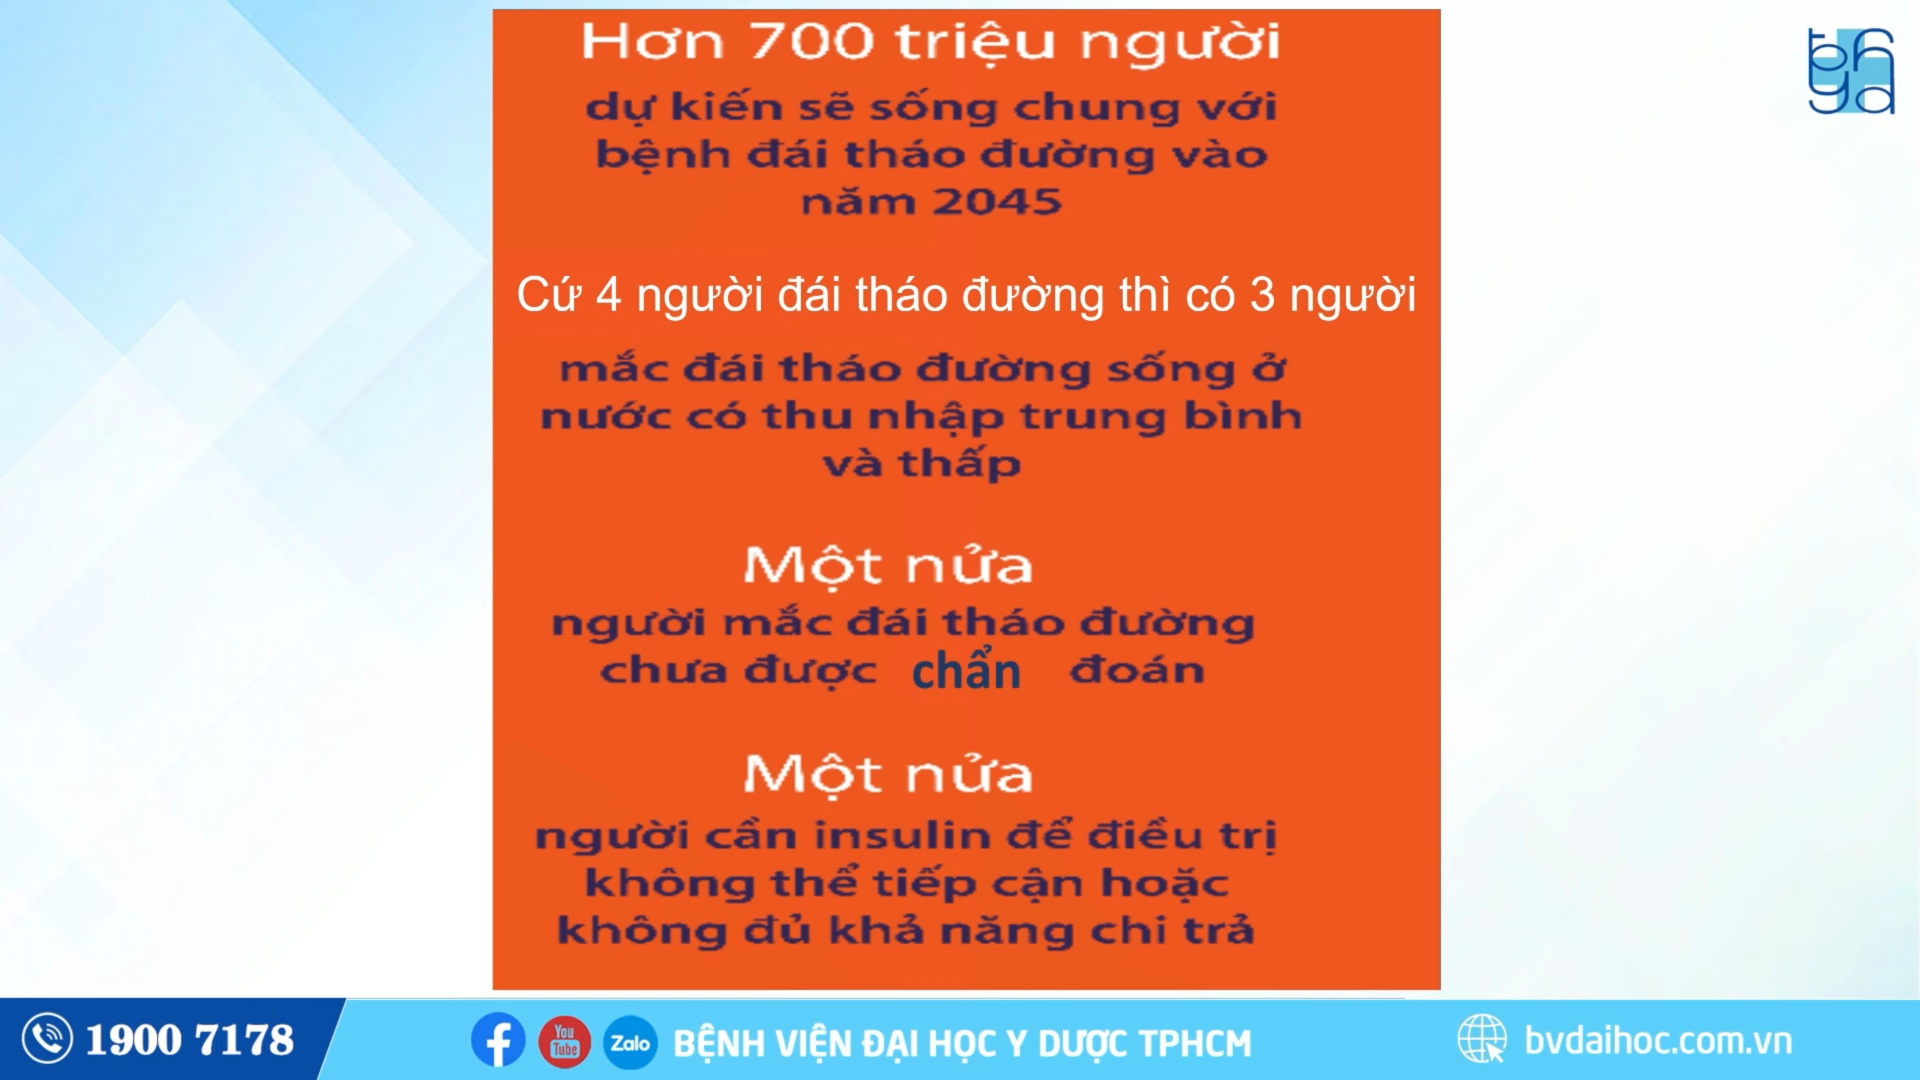 Hơn 700 triệu người
dự kiến sẽ sống chung với
bệnh đái tháo đường vào
năm 2045
Cứ 4 người đái tháo đường thì có 3 người
mắc đái tháo đường sống ở
nước có thu nhập trung bình
và thấp
Một nửa
người mắc đái tháo đường
chưa được chẩn đoán
Một nửa
người cần insulin để điều trị
không thể tiếp cận hoặc
không đủ khả năng chi trả
1900 7178
You
Tube
Zalo
BỆNH VIỆN ĐẠI HỌC Y DƯỢC TPHCM
bvdaihoc.com.vn